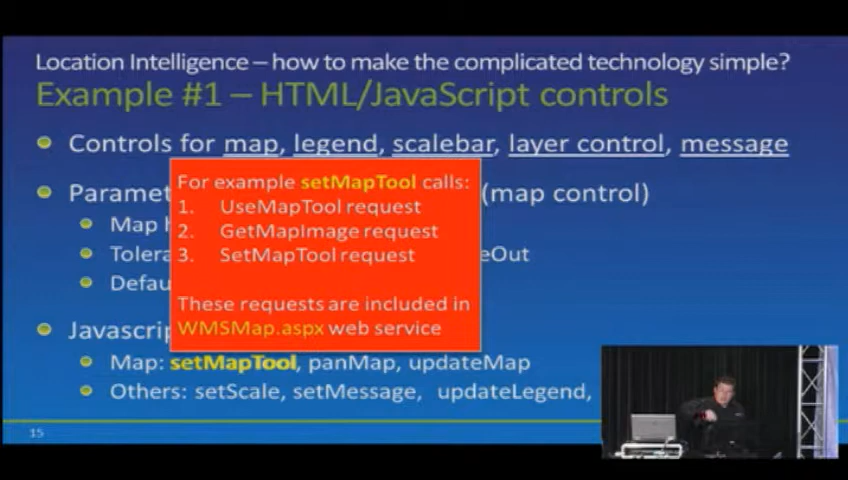 Location Intelligence – how to make the complicated technology simple?
Example #1 – HTML/JavaScript controls
Controls for map, legend, scalebar, layer control, message
(map control)
Map
eOut
For example setMapTool calls:
1. UseMapTool request
2. GetMapImage request
3. SetMapTool request
These requests are included in
WMSMap.aspx web service
Map: setMapTool, panMap, updateMap
Others: setScale, setMessage, updateLegend,
15